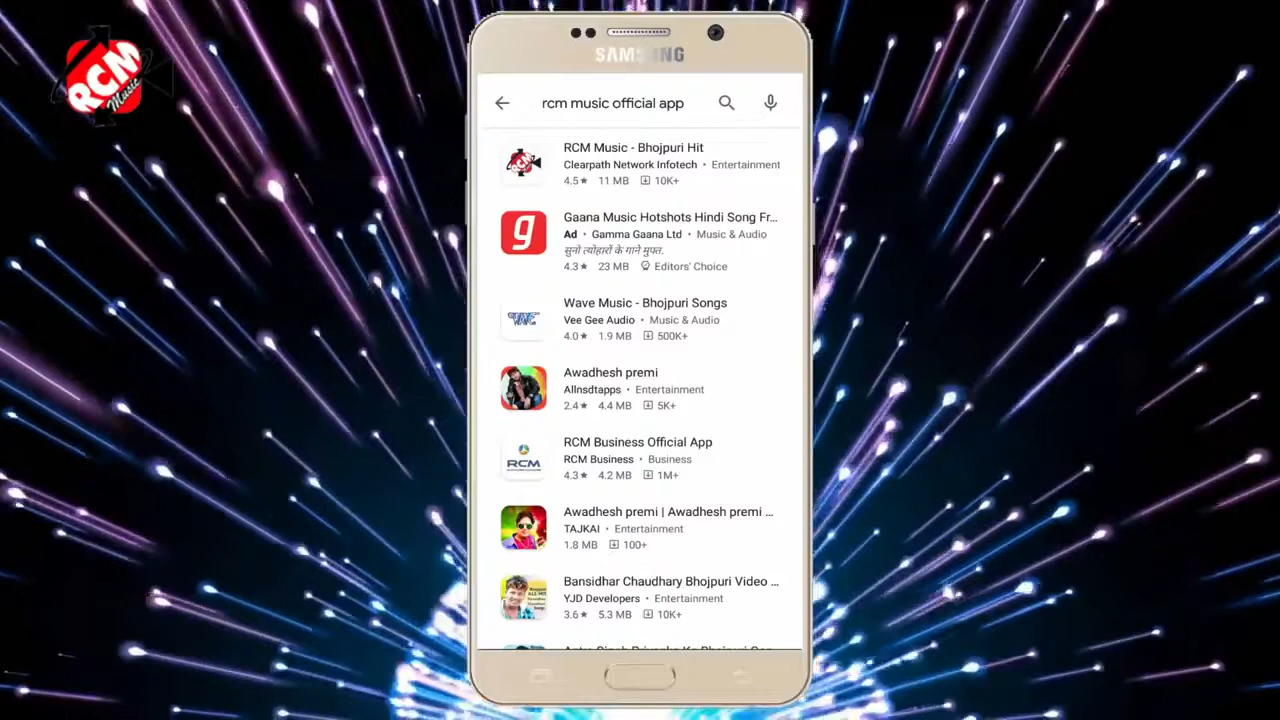 RCM
Music
SAMSUNG
rcm music official app
RCM
RCM Music - Bhojpuri Hit
Clearpath Network Infotech • Entertainment
4.5★ 11 MB 10K+
g
Gaana Music Hotshots Hindi Song Fr...
Ad • Gamma Gaana Ltd • Music & Audio
सुनो त्योहारों के गाने मुफ्त.
4.3★ 23 MB Editors' Choice
WAVE
Wave Music - Bhojpuri Songs
Vee Gee Audio • Music & Audio
4.0★ 1.9 MB 500K+
Awadhesh premi
Allnsdtapps • Entertainment
2.4★ 4.4 MB 5K+
RCM
RCM Business Official App
RCM Business • Business
4.3★ 4.2 MB 1M+
Awadhesh premi | Awadhesh premi ...
TAJKAI • Entertainment
1.8 MB 100+
Bansidhar Chaudhary Bhojpuri Video ...
YJD Developers • Entertainment
3.6★ 5.3 MB 10K+